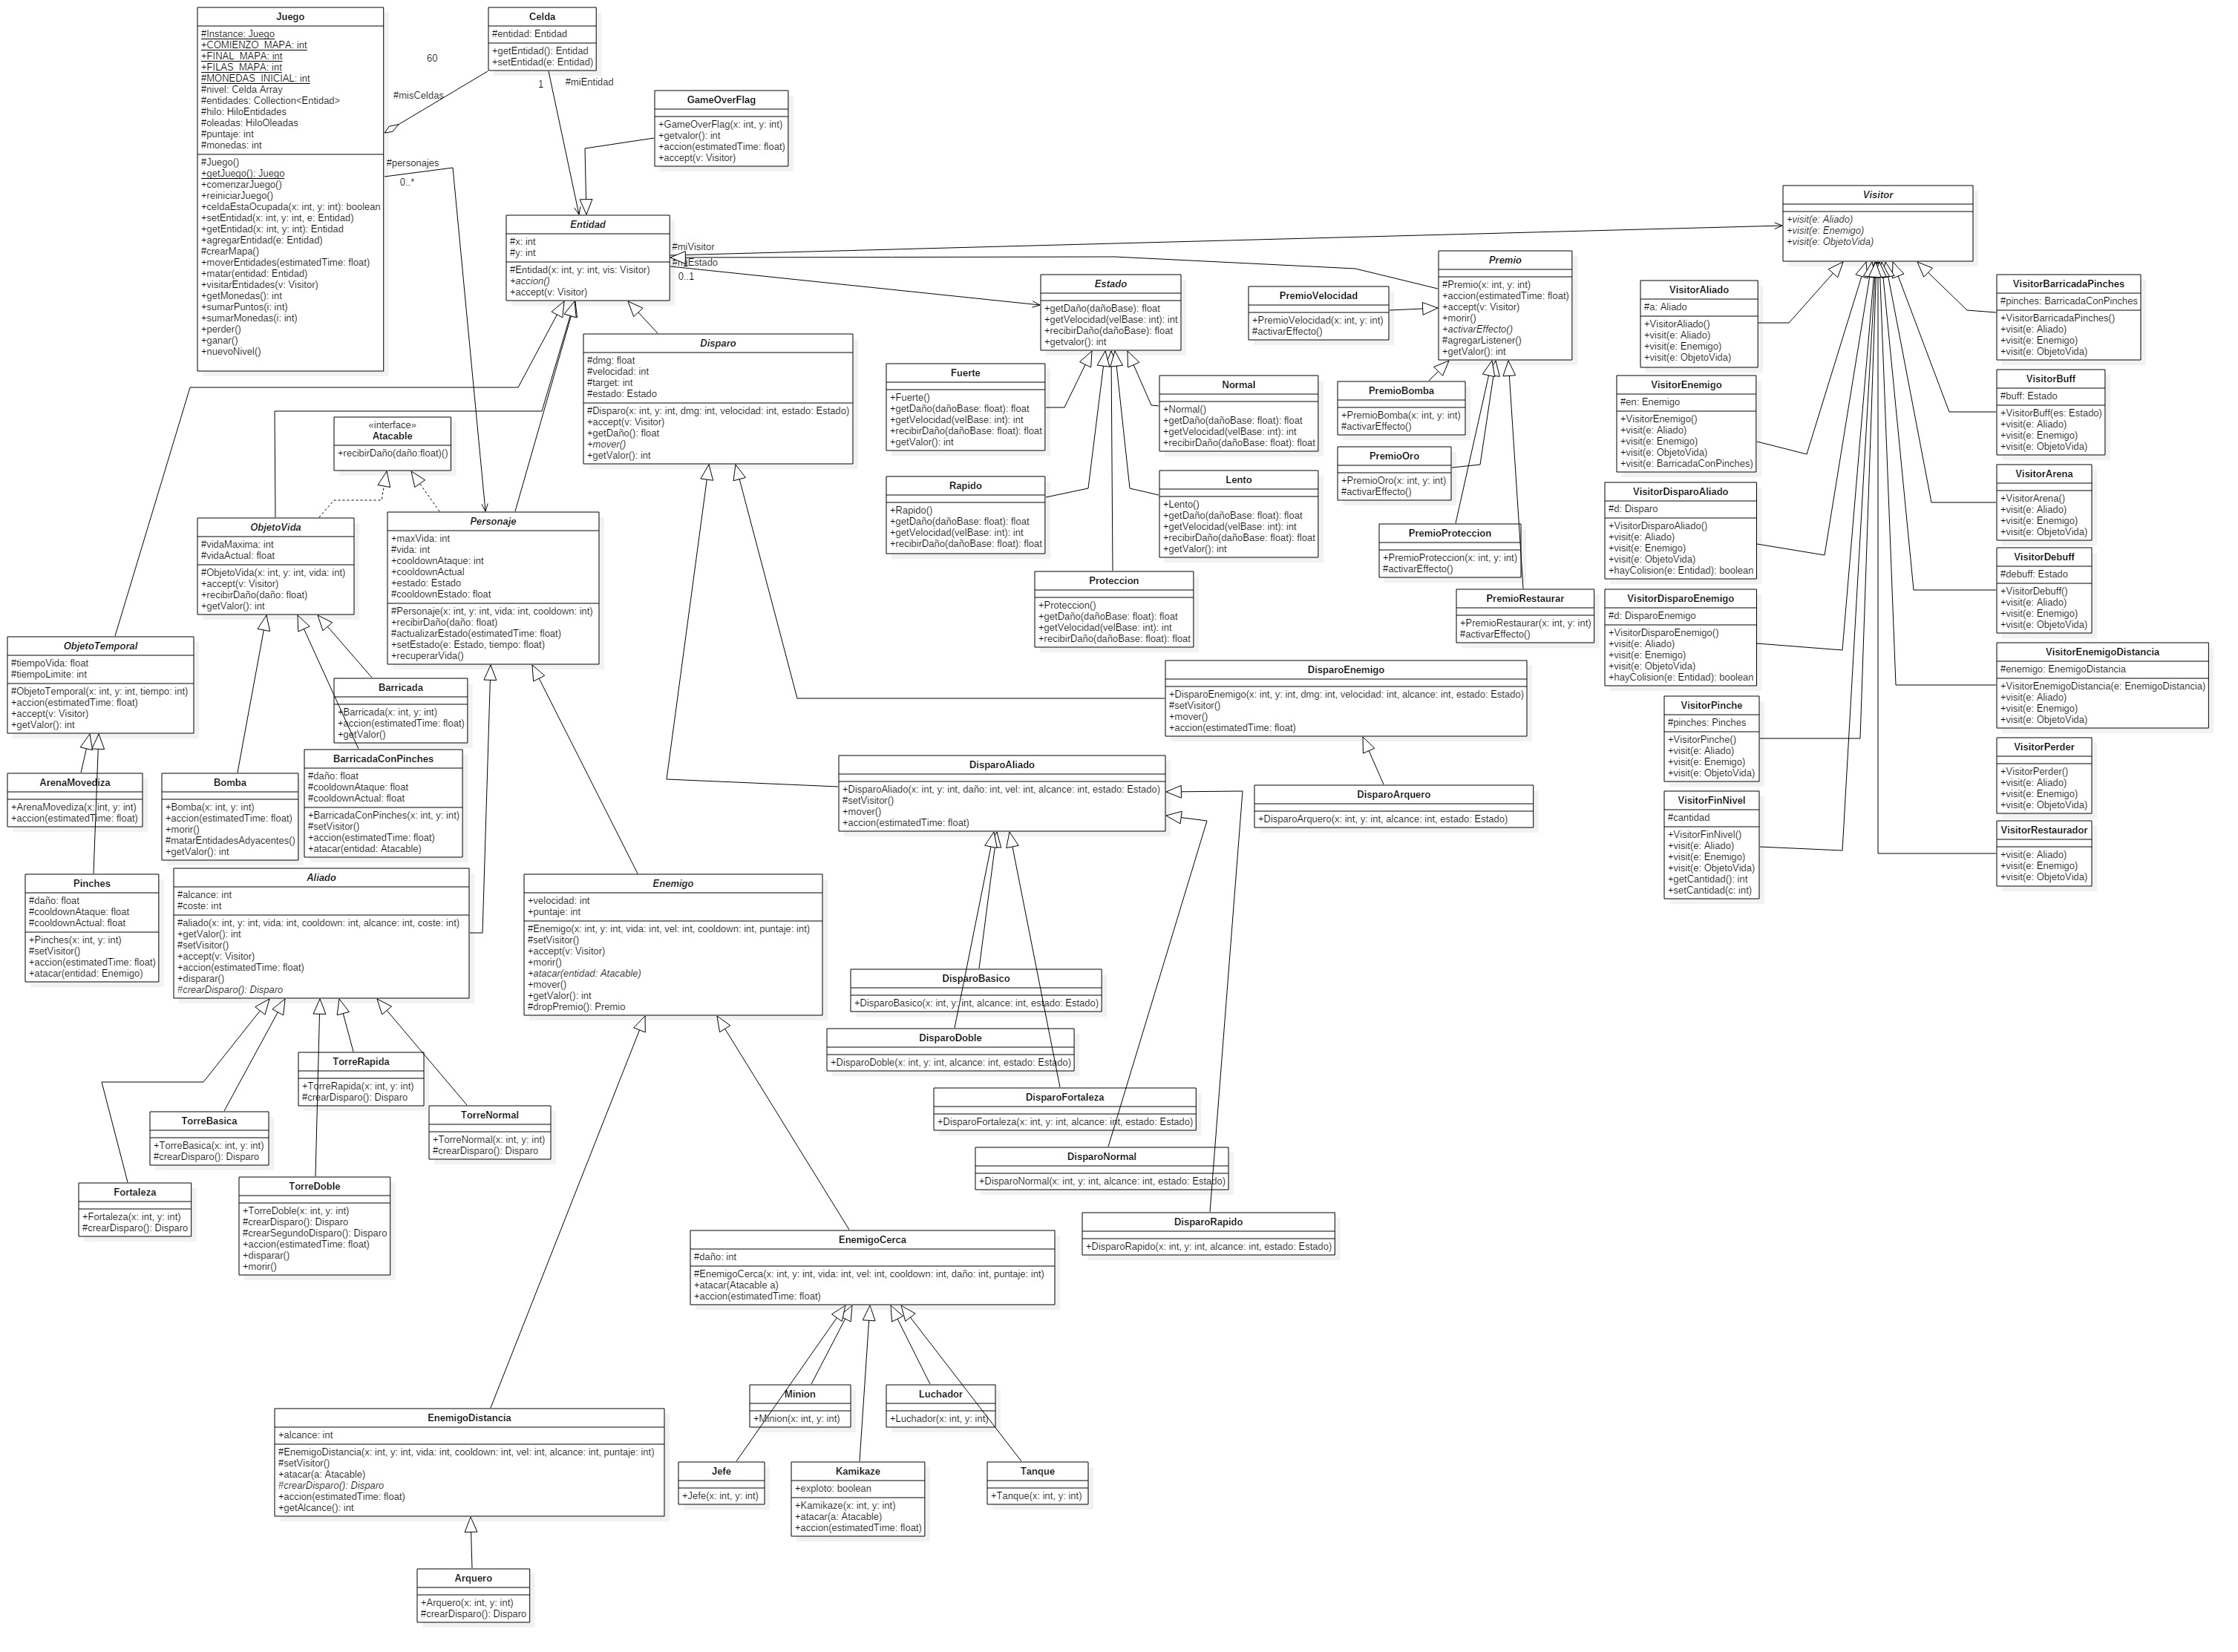 Juego
#Instance: Juego
+COMIENZO_MAPA: int
+FINAL_MAPA: int
+FILAS_MAPA: int
#MONEDAS_INICIAL: int
#nivel: Celda Array
#entidades: Collection<Entidad>
#hilo: HiloEntidades
#oleadas: HiloOleadas
#puntaje: int
#monedas: int
#Juego()
+getJuego(): Juego
+comenzarJuego()
+reiniciarJuego()
+celdaEstaOcupada(x: int, y: int): boolean
+setEntidad(x: int, y: int, e: Entidad)
+getEntidad(x: int, y: int): Entidad
+agregarEntidad(e: Entidad)
#crearMapa()
+moverEntidades(estimatedTime: float)
+matar(entidad: Entidad)
+visitarEntidades(v: Visitor)
+getMonedas(): int
+sumarPuntos(i: int)
+sumarMonedas(i: int)
+perder()
+ganar()
+nuevoNivel()
60
#misCeldas
#personajes
0..*
Celda
#entidad: Entidad
+getEntidad(): Entidad
+setEntidad(e: Entidad)
1
#miEntidad
GameOverFlag
+GameOverFlag(x: int, y: int)
+getvalor(): int
+accion(estimatedTime: float)
+accept(v: Visitor)
Entidad
#x: int
#y: int
#Entidad(x: int, y: int, vis: Visitor)
+accion()
+accept(v: Visitor)
#miVisitor
#miEstado
0..1
Visitor
+visit(e: Aliado)
+visit(e: Enemigo)
+visit(e: ObjetoVida)
Estado
+getDaño(dañoBase): float
+getVelocidad(velBase: int): int
+recibirDaño(dañoBase): float
+getvalor(): int
Premio
#Premio(x: int, y: int)
+accion(estimatedTime: float)
+accept(v: Visitor)
+morir()
+activarEffecto()
#agregarListener()
+getValor(): int
PremioVelocidad
+PremioVelocidad(x: int, y: int)
#activarEffecto()
PremioBomba
+PremioBomba(x: int, y: int)
#activarEffecto()
PremioOro
+PremioOro(x: int, y: int)
#activarEffecto()
PremioProteccion
+PremioProteccion(x: int, y: int)
#activarEffecto()
PremioRestaurar
+PremioRestaurar(x: int, y: int)
#activarEffecto()
Disparo
#dmg: float
#velocidad: int
#target: int
#estado: Estado
#Disparo(x: int, y: int, dmg: int, velocidad: int, estado: Estado)
+accept(v: Visitor)
+getDaño(): float
+mover()
+getValor(): int
Fuerte
+Fuerte()
+getDaño(dañoBase: float): float
+getVelocidad(velBase: int): int
+recibirDaño(dañoBase: float): float
+getValor(): int
Normal
+Normal()
+getDaño(dañoBase: float): float
+getVelocidad(velBase: int): int
+recibirDaño(dañoBase: float): float
Rapido
+Rapido()
+getDaño(dañoBase: float): float
+getVelocidad(velBase: int): int
+recibirDaño(dañoBase: float): float
Lento
+Lento()
+getDaño(dañoBase: float): float
+getVelocidad(velBase: int): int
+recibirDaño(dañoBase: float): float
+getValor(): int
Proteccion
+Proteccion()
+getDaño(dañoBase: float): float
+getVelocidad(velBase: int): int
+recibirDaño(dañoBase: float): float
«interface»
Atacable
+recibirDaño(daño:float)()
ObjetoVida
#vidaMaxima: int
#vidaActual: float
#ObjetoVida(x: int, y: int, vida: int)
+accept(v: Visitor)
+recibirDaño(daño: float)
+getValor(): int
Personaje
+maxVida: int
#vida: int
+cooldownAtaque: int
+cooldownActual
+estado: Estado
#cooldownEstado: float
#Personaje(x: int, y: int, vida: int, cooldown: int)
+recibirDaño(daño: float)
#actualizarEstado(estimatedTime: float)
+setEstado(e: Estado, tiempo: float)
+recuperarVida()
ObjetoTemporal
#tiempoVida: float
#tiempoLimite: int
#ObjetoTemporal(x: int, y: int, tiempo: int)
+accion(estimatedTime: float)
+accept(v: Visitor)
+getValor(): int
Barricada
+Barricada(x: int, y: int)
+accion(estimatedTime: float)
+getValor()
ArenaMovediza
+ArenaMovediza(x: int, y: int)
+accion(estimatedTime: float)
Bomba
+Bomba(x: int, y: int)
+accion(estimatedTime: float)
+morir()
#matarEntidadesAdyacentes()
+getValor(): int
BarricadaConPinches
#daño: float
#cooldownAtaque: float
#cooldownActual: float
+BarricadaConPinches(x: int, y: int)
#setVisitor()
+accion(estimatedTime: float)
+atacar(entidad: Atacable)
Pinches
#daño: float
#cooldownAtaque: float
#cooldownActual: float
+Pinches(x: int, y: int)
#setVisitor()
+accion(estimatedTime: float)
+atacar(entidad: Enemigo)
Aliado
#alcance: int
#coste: int
#aliado(x: int, y: int, vida: int, cooldown: int, alcance: int, coste: int)
+getValor(): int
#setVisitor()
+accept(v: Visitor)
+accion(estimatedTime: float)
+disparar()
#crearDisparo(): Disparo
Enemigo
+velocidad: int
+puntaje: int
#Enemigo(x: int, y: int, vida: int, vel: int, cooldown: int, puntaje: int)
#setVisitor()
+accept(v: Visitor)
+morir()
+atacar(entidad: Atacable)
+mover()
+getValor(): int
#dropPremio(): Premio
DisparoEnemigo
+DisparoEnemigo(x: int, y: int, dmg: int, velocidad: int, alcance: int, estado: Estado)
#setVisitor()
+mover()
+accion(estimatedTime: float)
DisparoAliado
+DisparoAliado(x: int, y: int, daño: int, vel: int, alcance: int, estado: Estado)
#setVisitor()
+mover()
+accion(estimatedTime: float)
DisparoArquero
+DisparoArquero(x: int, y: int, alcance: int, estado: Estado)
DisparoBasico
+DisparoBasico(x: int, y: int, alcance: int, estado: Estado)
DisparoDoble
+DisparoDoble(x: int, y: int, alcance: int, estado: Estado)
DisparoFortaleza
+DisparoFortaleza(x: int, y: int, alcance: int, estado: Estado)
DisparoNormal
+DisparoNormal(x: int, y: int, alcance: int, estado: Estado)
DisparoRapido
+DisparoRapido(x: int, y: int, alcance: int, estado: Estado)
TorreRapida
+TorreRapida(x: int, y: int)
#crearDisparo(): Disparo
TorreBasica
+TorreBasica(x: int, y: int)
#crearDisparo(): Disparo
TorreNormal
+TorreNormal(x: int, y: int)
#crearDisparo(): Disparo
Fortaleza
+Fortaleza(x: int, y: int)
#crearDisparo(): Disparo
TorreDoble
+TorreDoble(x: int, y: int)
#crearDisparo(): Disparo
#crearSegundoDisparo(): Disparo
+accion(estimatedTime: float)
+disparar()
+morir()
EnemigoCerca
#daño: int
#EnemigoCerca(x: int, y: int, vida: int, vel: int, cooldown: int, daño: int, puntaje: int)
+atacar(Atacable a)
+accion(estimatedTime: float)
Minion
+Minion(x: int, y: int)
Luchador
+Luchador(x: int, y: int)
Jefe
+Jefe(x: int, y: int)
Kamikaze
+exploto: boolean
+Kamikaze(x: int, y: int)
+atacar(a: Atacable)
+accion(estimatedTime: float)
Tanque
+Tanque(x: int, y: int)
EnemigoDistancia
+alcance: int
#EnemigoDistancia(x: int, y: int, vida: int, cooldown: int, vel: int, alcance: int, puntaje: int)
#setVisitor()
+atacar(a: Atacable)
#crearDisparo(): Disparo
+accion(estimatedTime: float)
+getAlcance(): int
Arquero
+Arquero(x: int, y: int)
#crearDisparo(): Disparo
VisitorAliado
#a: Aliado
+VisitorAliado()
+visit(e: Aliado)
+visit(e: Enemigo)
+visit(e: ObjetoVida)
VisitorEnemigo
#en: Enemigo
+VisitorEnemigo()
+visit(e: Aliado)
+visit(e: Enemigo)
+visit(e: ObjetoVida)
+visit(e: BarricadaConPinches)
VisitorDisparoAliado
#d: Disparo
+VisitorDisparoAliado()
+visit(e: Aliado)
+visit(e: Enemigo)
+visit(e: ObjetoVida)
+hayColision(e: Entidad): boolean
VisitorDisparoEnemigo
#d: DisparoEnemigo
+VisitorDisparoEnemigo()
+visit(e: Aliado)
+visit(e: Enemigo)
+visit(e: ObjetoVida)
+hayColision(e: Entidad): boolean
VisitorPinche
#pinches: Pinches
+VisitorPinche()
+visit(e: Aliado)
+visit(e: Enemigo)
+visit(e: ObjetoVida)
VisitorFinNivel
#cantidad
+VisitorFinNivel()
+visit(e: Aliado)
+visit(e: Enemigo)
+visit(e: ObjetoVida)
+getCantidad(): int
+setCantidad(c: int)
VisitorBarricadaPinches
#pinches: BarricadaConPinches
+VisitorBarricadaPinches()
+visit(e: Aliado)
+visit(e: Enemigo)
+visit(e: ObjetoVida)
VisitorBuff
#buff: Estado
+VisitorBuff(es: Estado)
+visit(e: Aliado)
+visit(e: Enemigo)
+visit(e: ObjetoVida)
VisitorArena
+VisitorArena()
+visit(e: Aliado)
+visit(e: Enemigo)
+visit(e: ObjetoVida)
VisitorDebuff
#debuff: Estado
+VisitorDebuff()
+visit(e: Aliado)
+visit(e: Enemigo)
+visit(e: ObjetoVida)
VisitorEnemigoDistancia
#enemigo: EnemigoDistancia
+VisitorEnemigoDistancia(e: EnemigoDistancia)
+visit(e: Aliado)
+visit(e: Enemigo)
+visit(e: ObjetoVida)
VisitorPerder
+VisitorPerder()
+visit(e: Aliado)
+visit(e: Enemigo)
+visit(e: ObjetoVida)
VisitorRestaurador
+visit(e: Aliado)
+visit(e: Enemigo)
+visit(e: ObjetoVida)